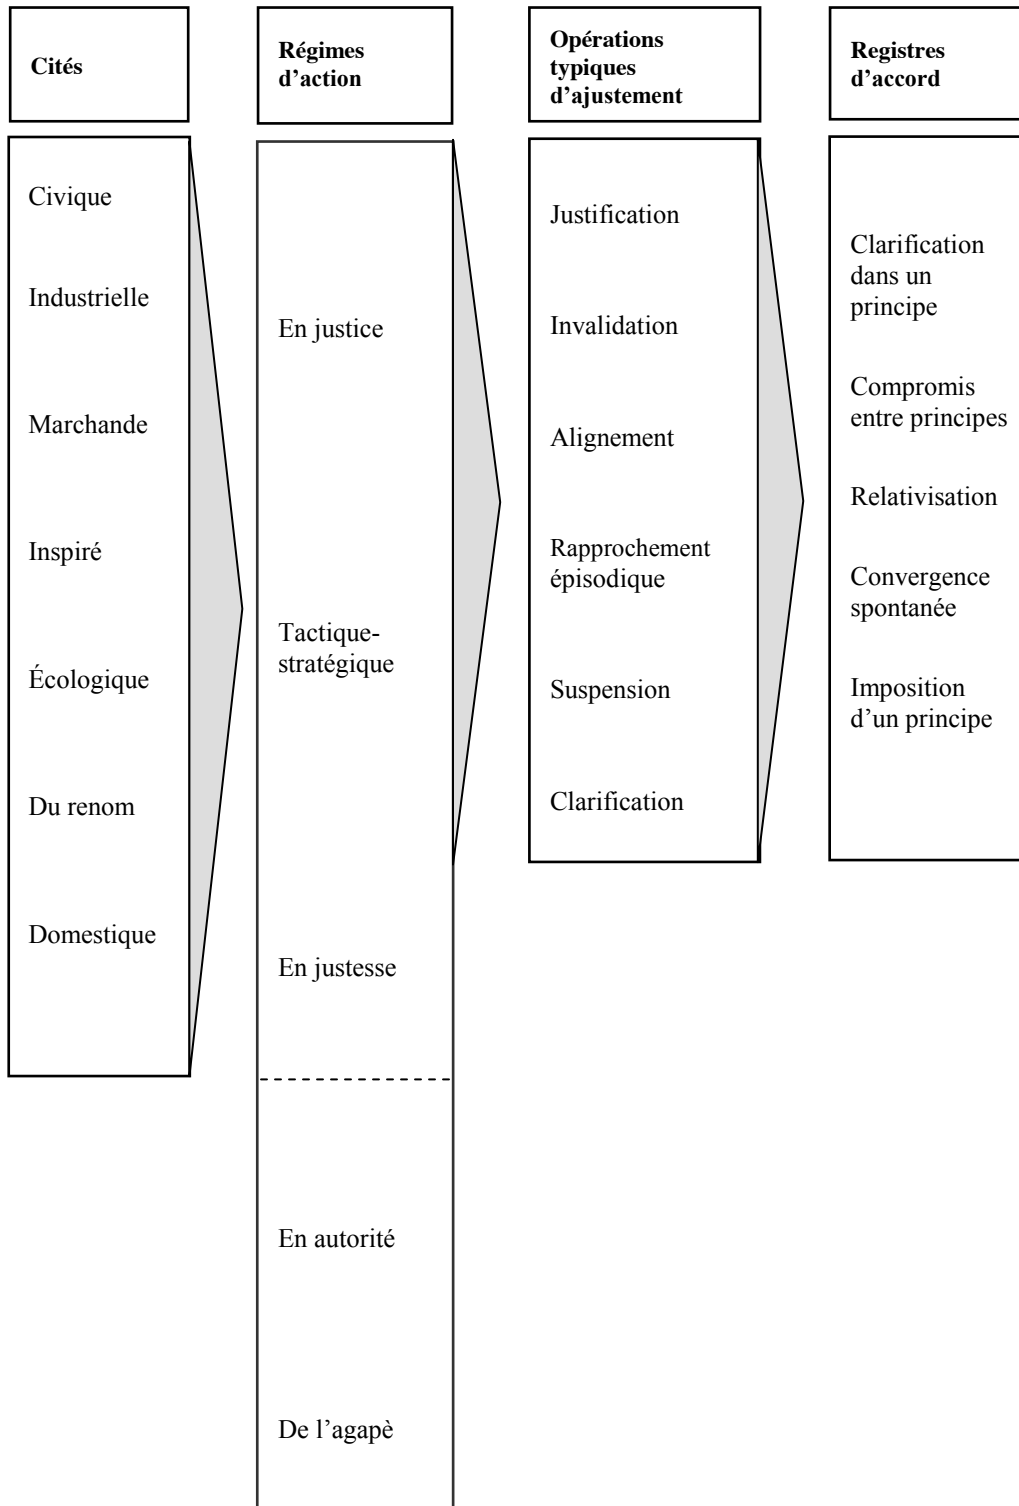 Cités
Régimes
d’action
Opérations
typiques
d’ajustement
Registres
d’accord
Civique
Industrielle
Marchande
Inspiré
Écologique
Du renom
Domestique
En justice
Tactique-
stratégique
En justesse
En autorité
De l’agapè
Justification
Invalidation
Alignement
Rapprochement
épisodique
Suspension
Clarification
Clarification
dans un
principe
Compromis
entre principes
Relativisation
Convergence
spontanée
Imposition
d’un principe